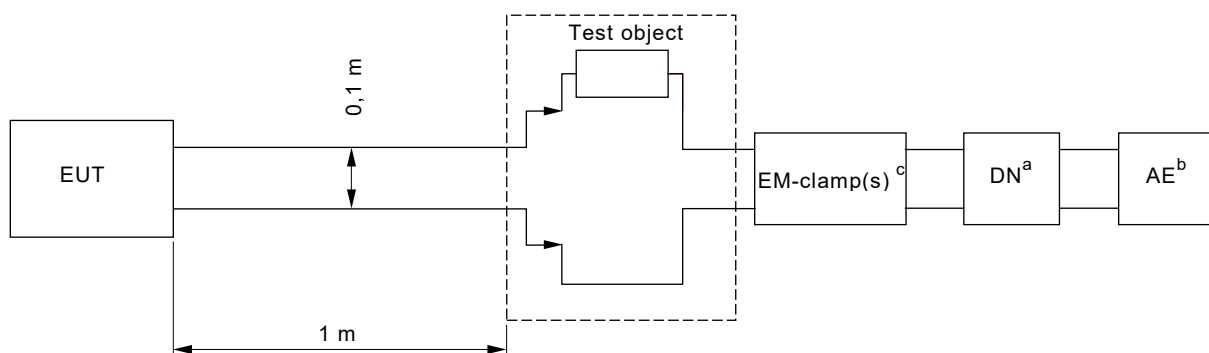 Test object
0,1 m
EUT
EM-clamp(s) c
DN a
AE b
1 m